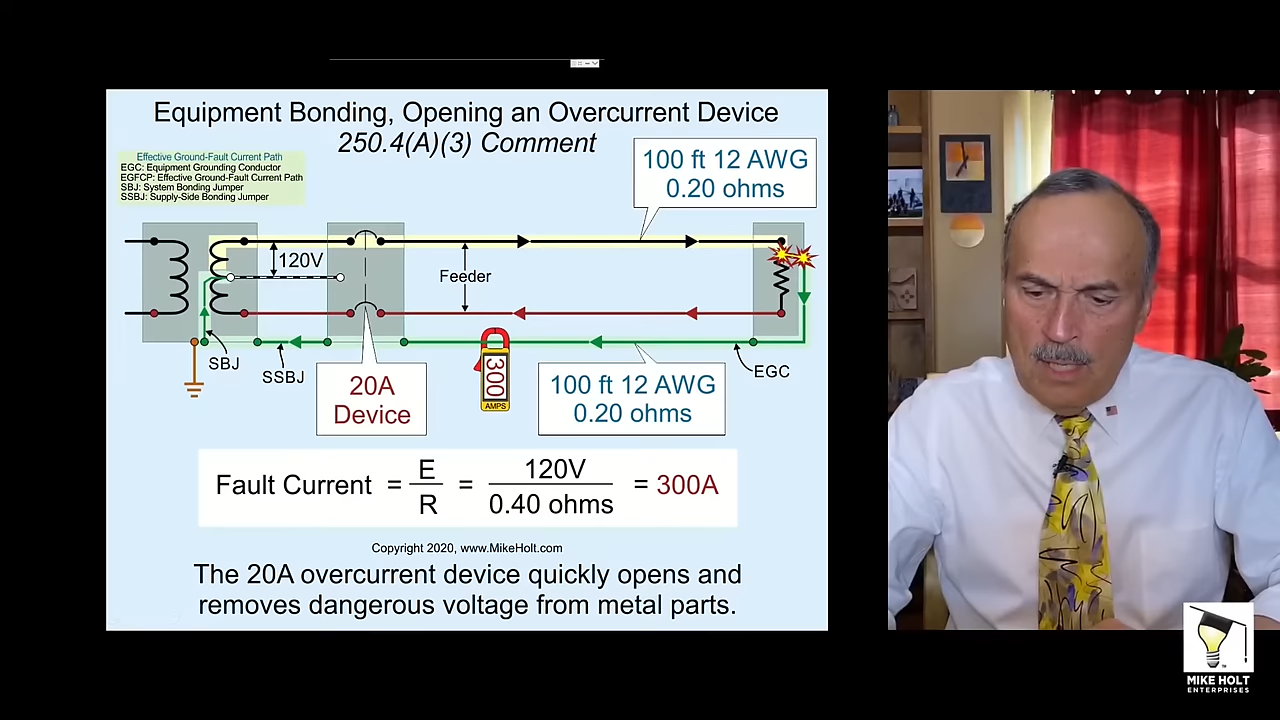 Equipment Bonding, Opening an Overcurrent Device
250.4(A)(3) Comment
Effective Ground-Fault Current Path
EGC: Equipment Grounding Conductor
EGFCP: Effective Ground-Fault Current Path
SBJ: System Bonding Jumper
SSBJ: Supply-Side Bonding Jumper
100 ft 12 AWG
0.20 ohms
120V
Feeder
SBJ
SSBJ
20A
Device
300
AMPS
100 ft 12 AWG
0.20 ohms
EGC
Fault Current = E/R = 120V/0.40 ohms = 300A
Copyright 2020, www.MikeHolt.com
The 20A overcurrent device quickly opens and
removes dangerous voltage from metal parts.
MIKE HOLT
ENTERPRISES